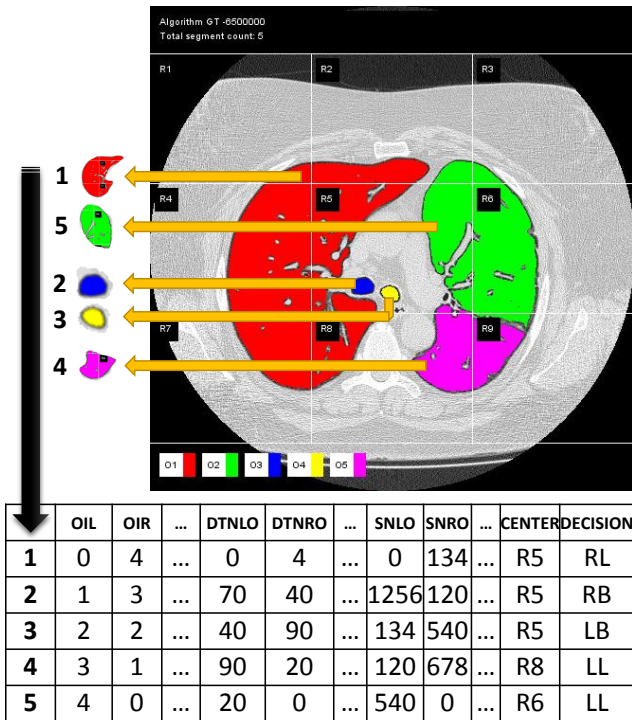 Algorithm GT -6500000
Total segment count: 5
R1 R2 R3
1
R4 R5 R6
5
2
3
R7 R8 R9
4
O1 O2 O3 O4 O5
OIL OIR ... DTNLO DTNRO ... SNLO SNRO ... CENTER DECISION
1 0 4 ... 0 4 ... 0 134 ... R5 RL
2 1 3 ... 70 40 ... 1256 120 ... R5 RB
3 2 2 ... 40 90 ... 134 540 ... R5 LB
4 3 1 ... 90 20 ... 120 678 ... R8 LL
5 4 0 ... 20 0 ... 540 0 ... R6 LL